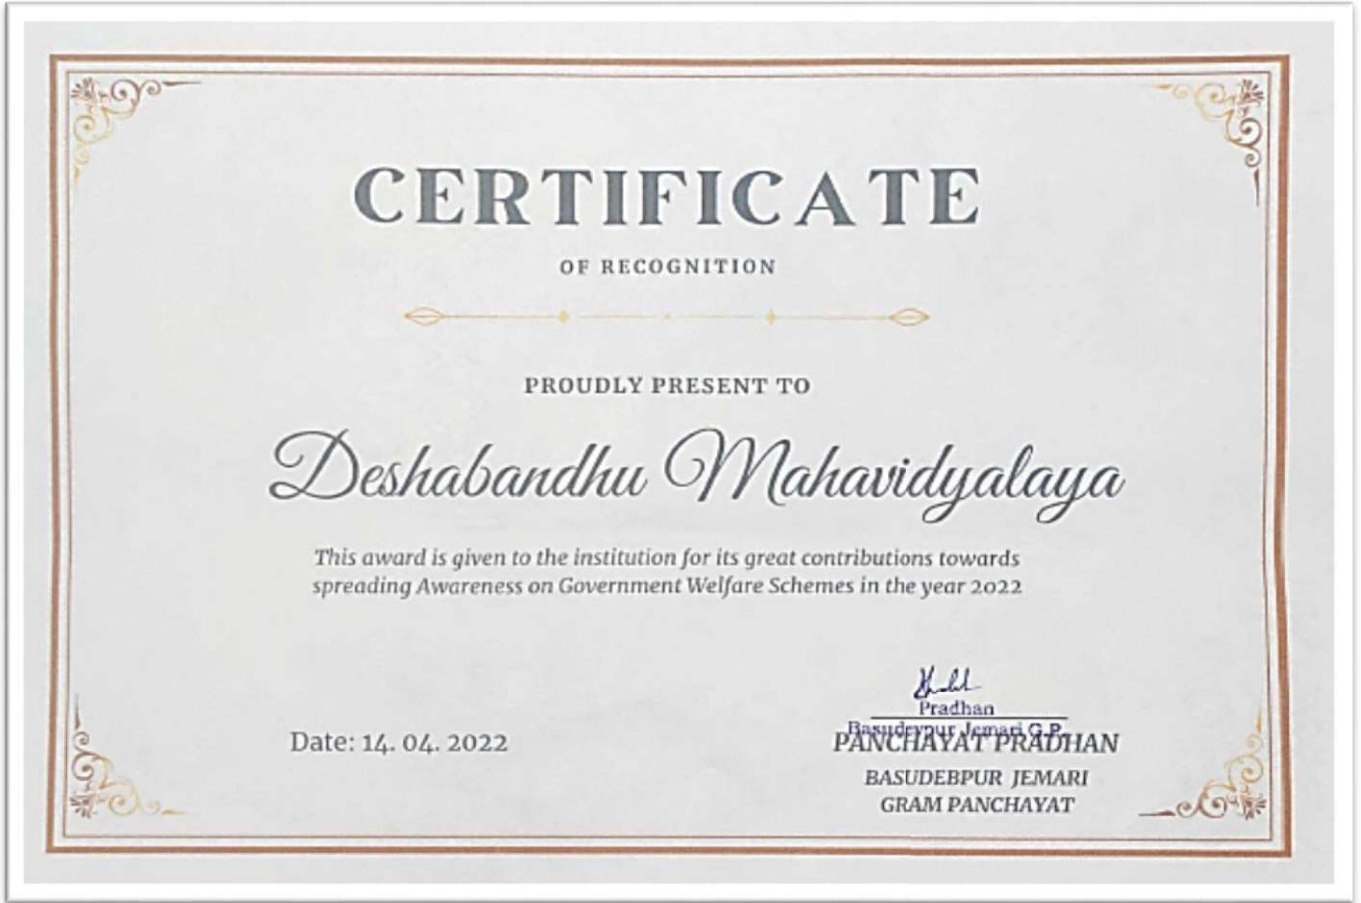 CERTIFICATE
OF RECOGNITION
PROUDLY PRESENT TO
Deshabandhu Mahavidyalaya
This award is given to the institution for its great contributions towards
spreading Awareness on Government Welfare Schemes in the year 2022
Pradhan
Jemari G.P.
Date: 14. 04. 2022
PANCHAYAT PRADHAN
BASUDEBPUR JEMARI
GRAM PANCHAYAT